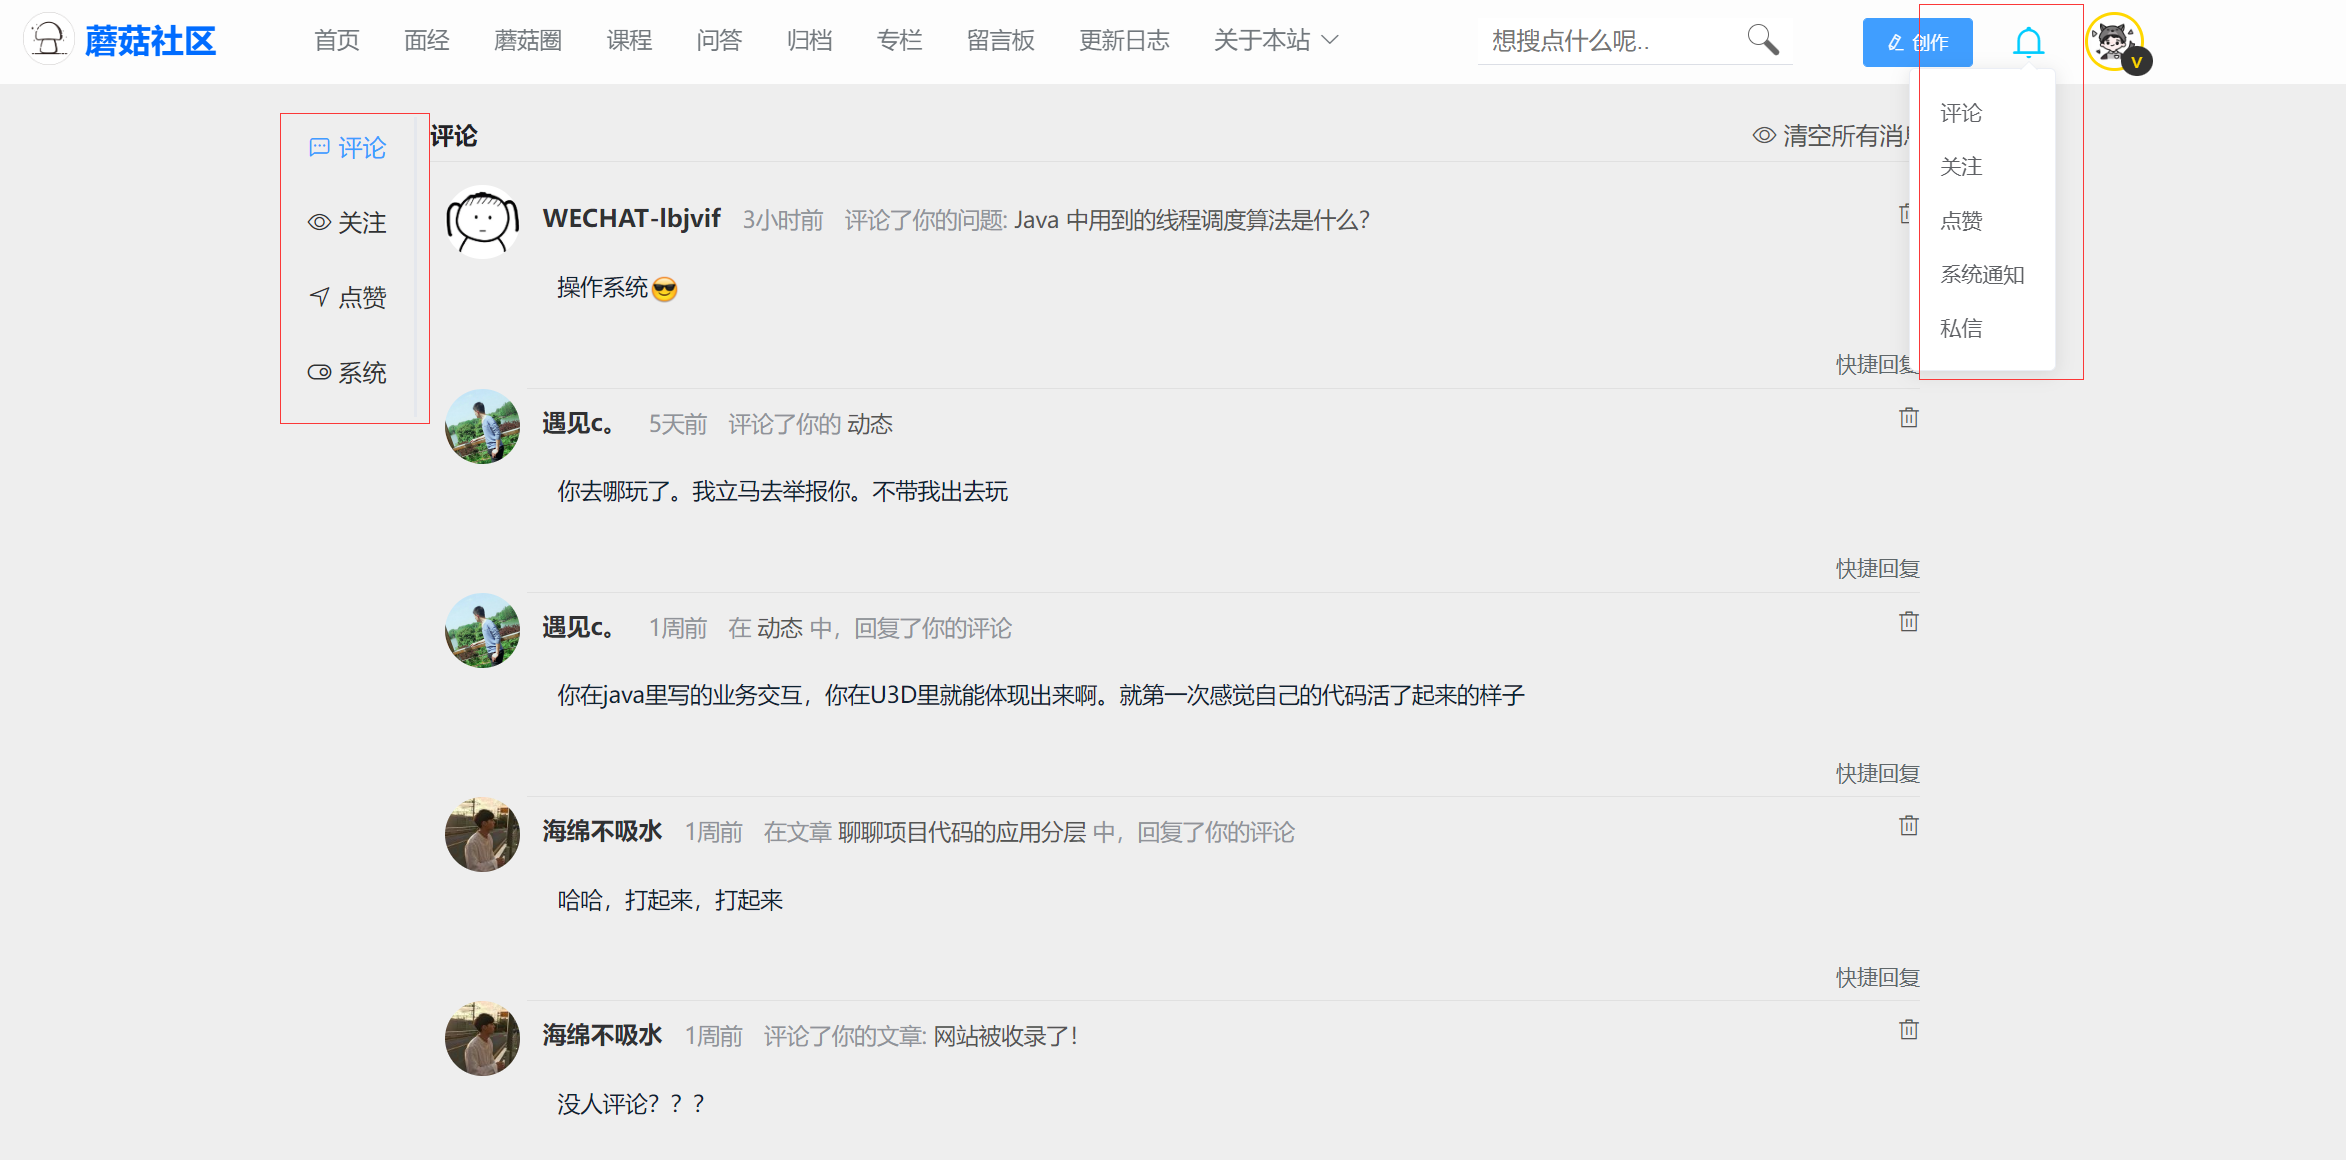 蘑菇社区 首页 面经 蘑菇圈 课程 问答 归档 专栏 留言板 更新日志 关于本站 想搜点什么呢.. 创作 V
评论
关注
点赞
系统通知
私信
评论
关注
点赞
系统
评论 清空所有消
WECHAT-lbjvif 3小时前 评论了你的问题: Java 中用到的线程调度算法是什么?
操作系统😎
快捷回复
遇见c。 5天前 评论了你的 动态
你去哪玩了。我立马去举报你。不带我出去玩
快捷回复
遇见c。 1周前 在 动态 中，回复了你的评论
你在java里写的业务交互，你在U3D里就能体现出来啊。就第一次感觉自己的代码活了起来的样子
快捷回复
海绵不吸水 1周前 在文章 聊聊项目代码的应用分层 中，回复了你的评论
哈哈，打起来，打起来
快捷回复
海绵不吸水 1周前 评论了你的文章: 网站被收录了！
没人评论？？？